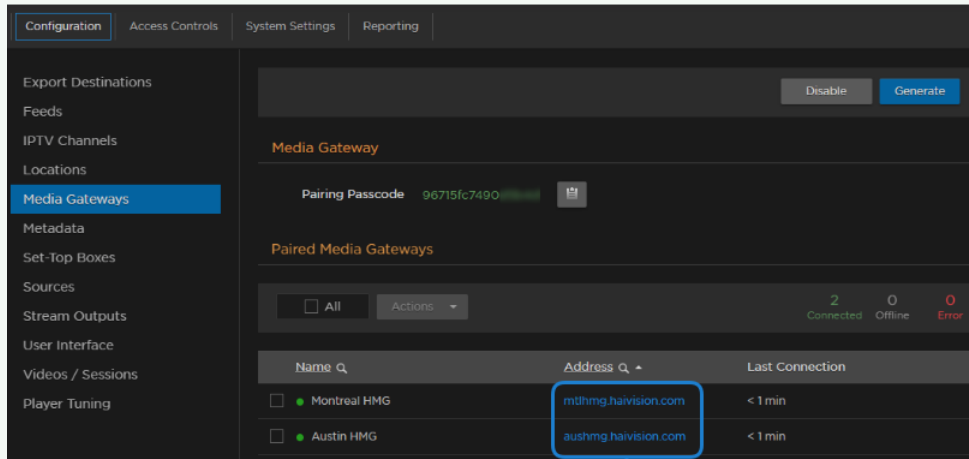 Configuration Access Controls System Settings Reporting
Export Destinations
Feeds
IPTV Channels
Locations
Media Gateways
Metadata
Set-Top Boxes
Sources
Stream Outputs
User Interface
Videos / Sessions
Player Tuning
Disable Generate
Media Gateway
Pairing Passcode 96715fc7490
Paired Media Gateways
All Actions 2 0 0
Connected Offline Error
Name Address Last Connection
Montreal HMG mtlhmg.haivision.com < 1 min
Austin HMG aushmg.haivision.com < 1 min